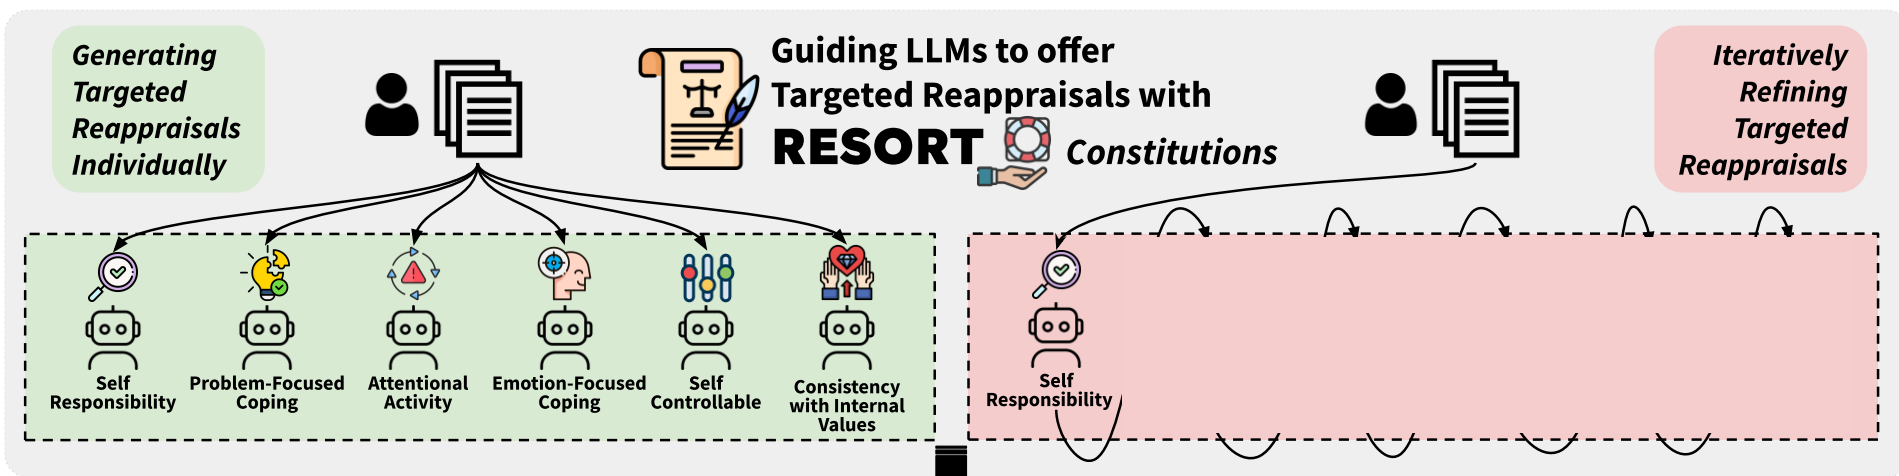 Generating
Targeted
Reappraisals
Individually
Guiding LLMs to offer
Targeted Reappraisals with
RESORT Constitutions
Iteratively
Refining
Targeted
Reappraisals
Self
Responsibility
Problem-Focused
Coping
Attentional
Activity
Emotion-Focused
Coping
Self
Controllable
Consistency
with Internal
Values
Self
Responsibility